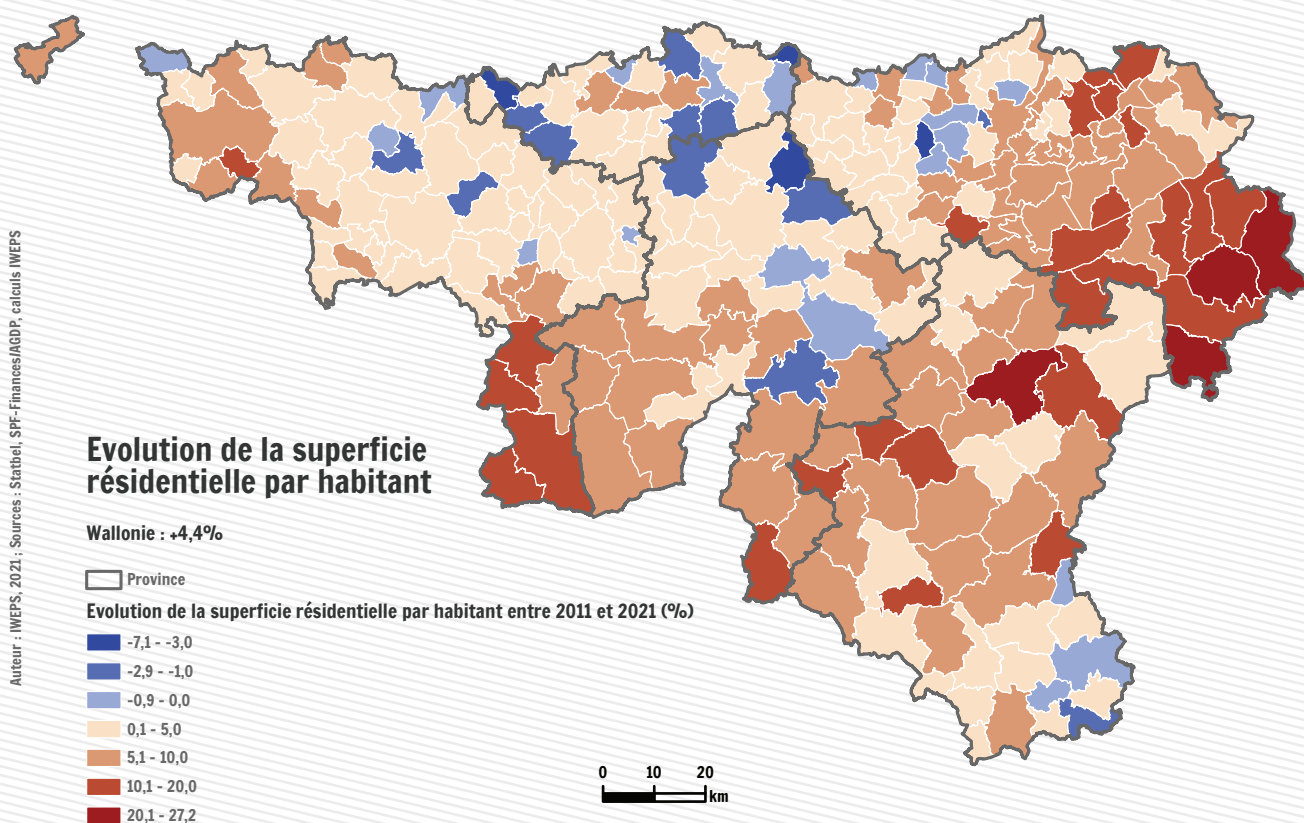 Evolution de la superficie
résidentielle par habitant
Wallonie : +4,4%
Province
Evolution de la superficie résidentielle par habitant entre 2011 et 2021 (%)
-7,1 - -3,0
-2,9 - -1,0
-0,9 - 0,0
0,1 - 5,0
5,1 - 10,0
10,1 - 20,0
20,1 - 27,2
0 10 20
km
Auteur : IWEPS, 2021 ; Sources : Statbel, SPF-Finances/AGDP, calculs IWEPS